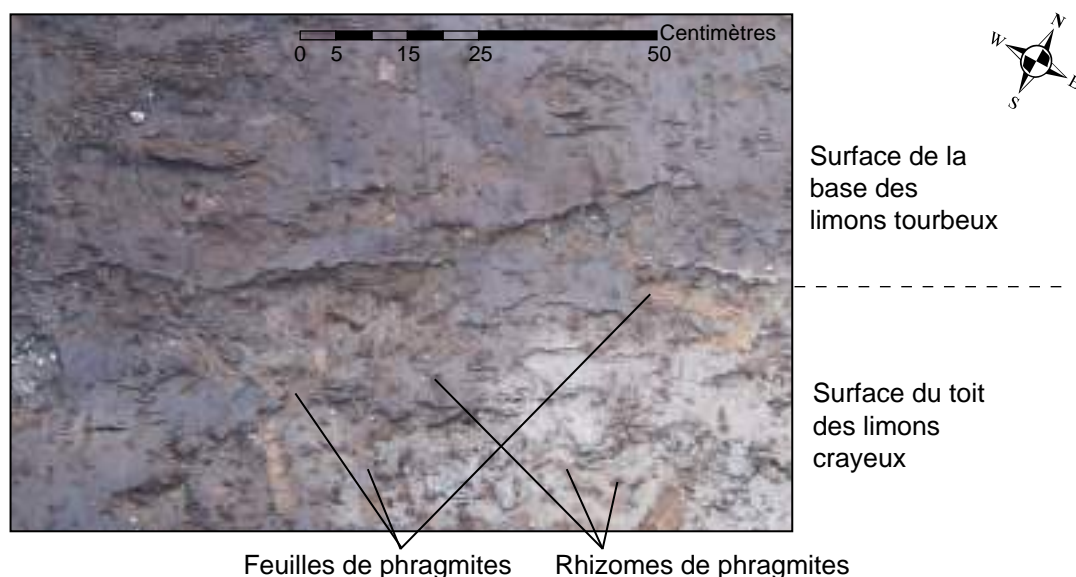 Centimètres
0 5 15 25 50
N
W
E
S
Surface de la
base des
limons tourbeux
Surface du toit
des limons
crayeux
Feuilles de phragmites Rhizomes de phragmites